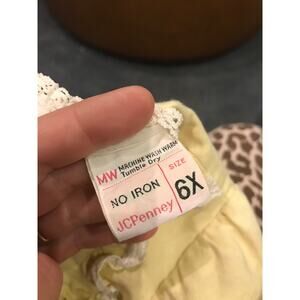 MW MACHINE WASH WARM
Tumble Dry
NO IRON
JCPenney
SIZE
6X